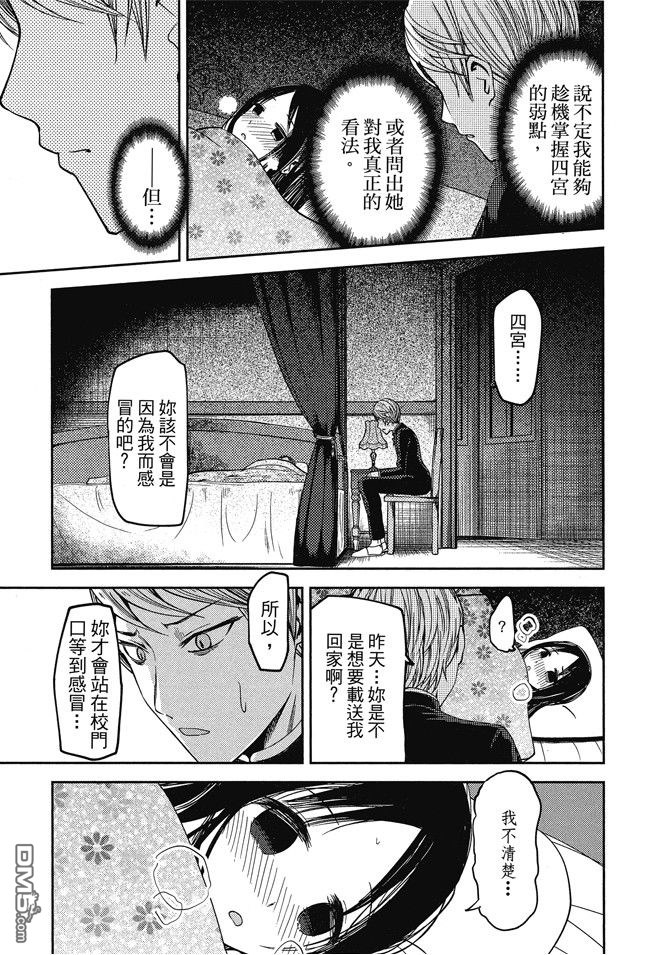 說不定我能夠
趁機掌握四宮
的弱點，
或者問出她
對我真正的
看法。
──但…
四宮……
妳該不會是
因為我而感
冒的吧？
？
昨天…妳是不
是想要載送我
回家啊？
所以，
妳才會站在校門
口等到感冒…
我不清楚…
DM5